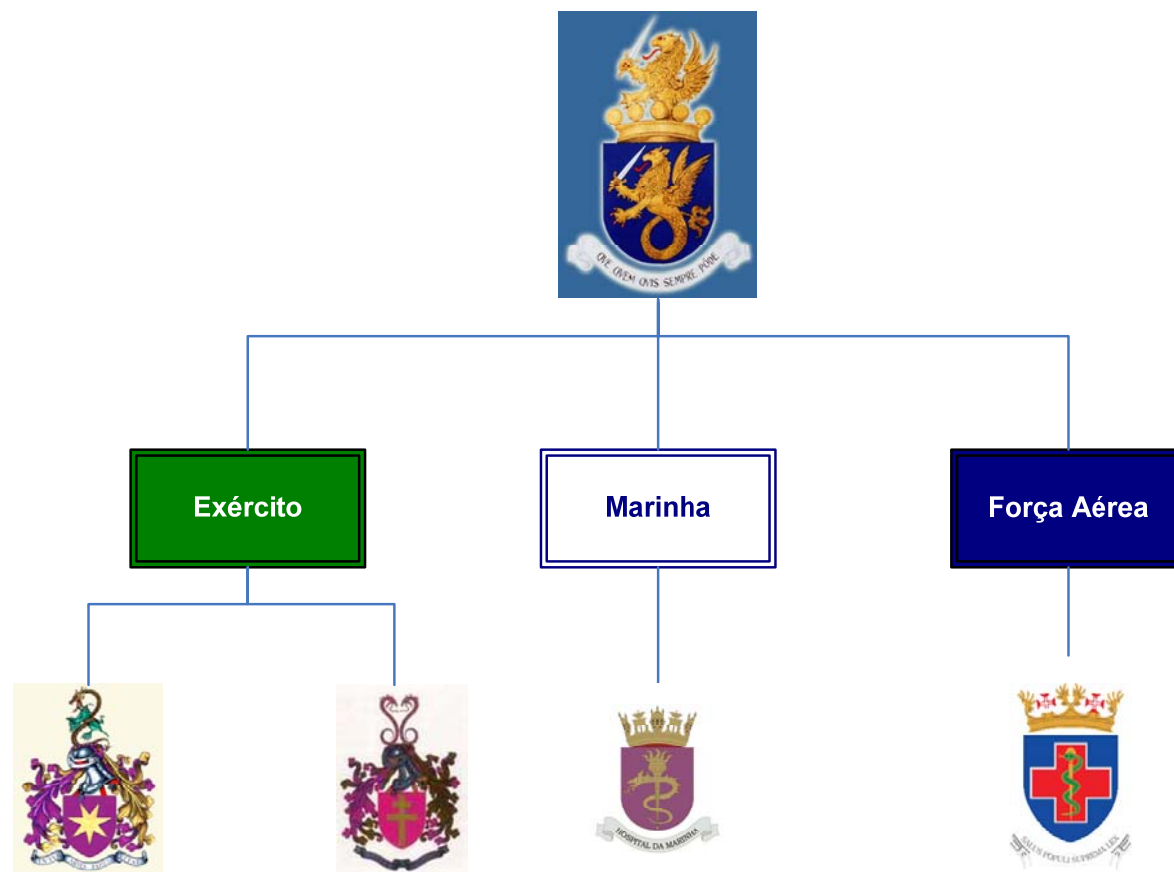 QVE QVEM QVIS SEMPRE PÔDE
Exército
Marinha
Força Aérea
HOSPITAL DA MARINHA
SALUS POPULI SUPREMA LEX